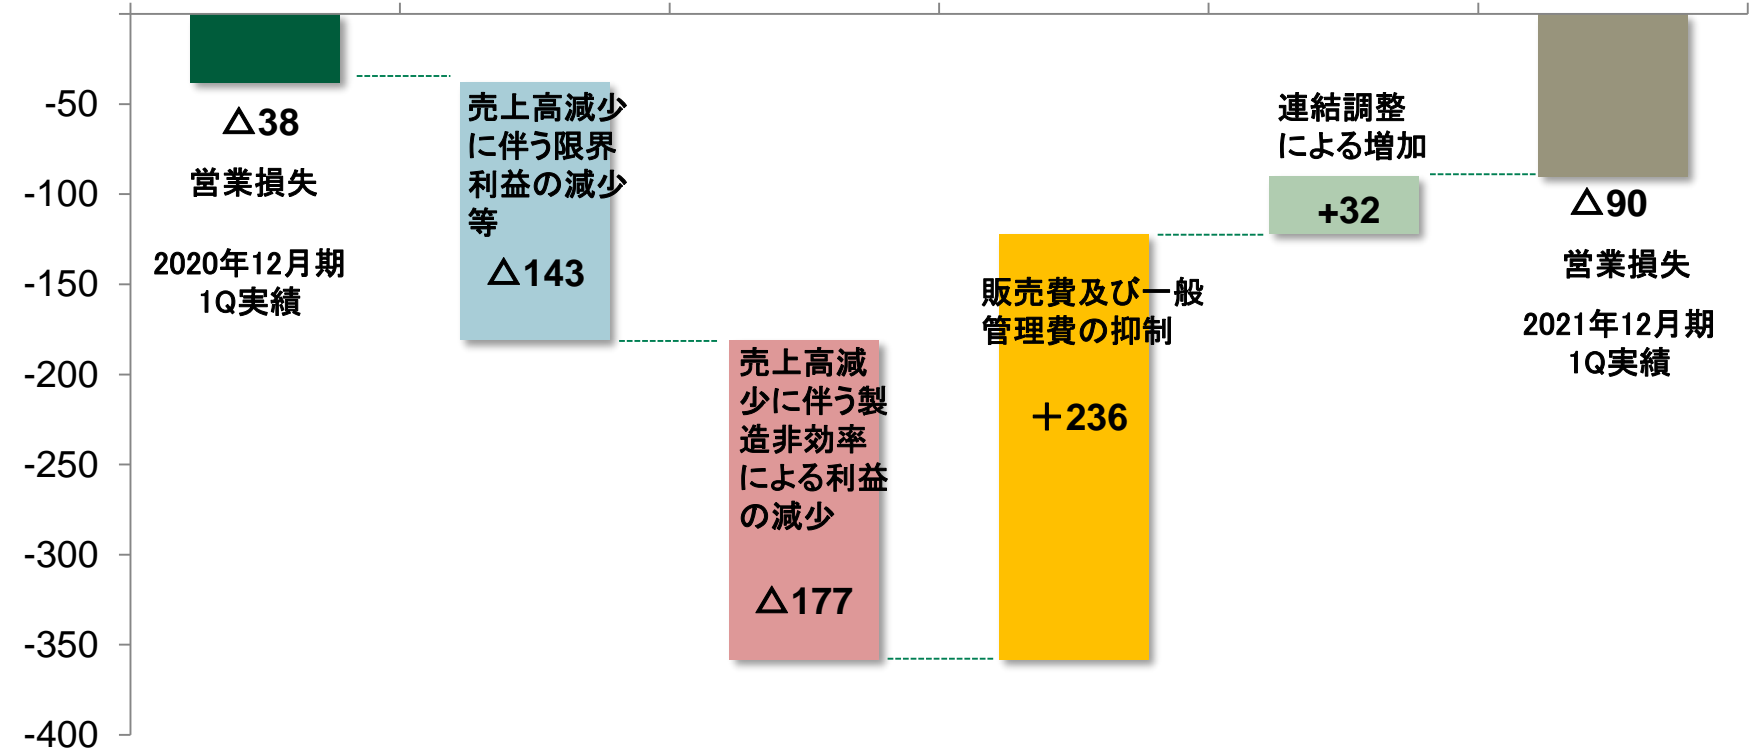 -50
-100
-150
-200
-250
-300
-350
-400
△38
営業損失
2020年12月期
1Q実績
売上高減少
に伴う限界
利益の減少
等
△143
売上高減
少に伴う製
造非効率
による利益
の減少
△177
販売費及び一般
管理費の抑制
＋236
連結調整
による増加
+32
△90
営業損失
2021年12月期
1Q実績